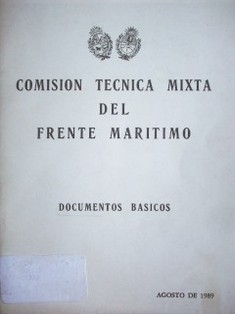 COMISION TECNICA MIXTA
DEL
FRENTE MARITIMO
DOCUMENTOS BASICOS
AGOSTO DE 1989